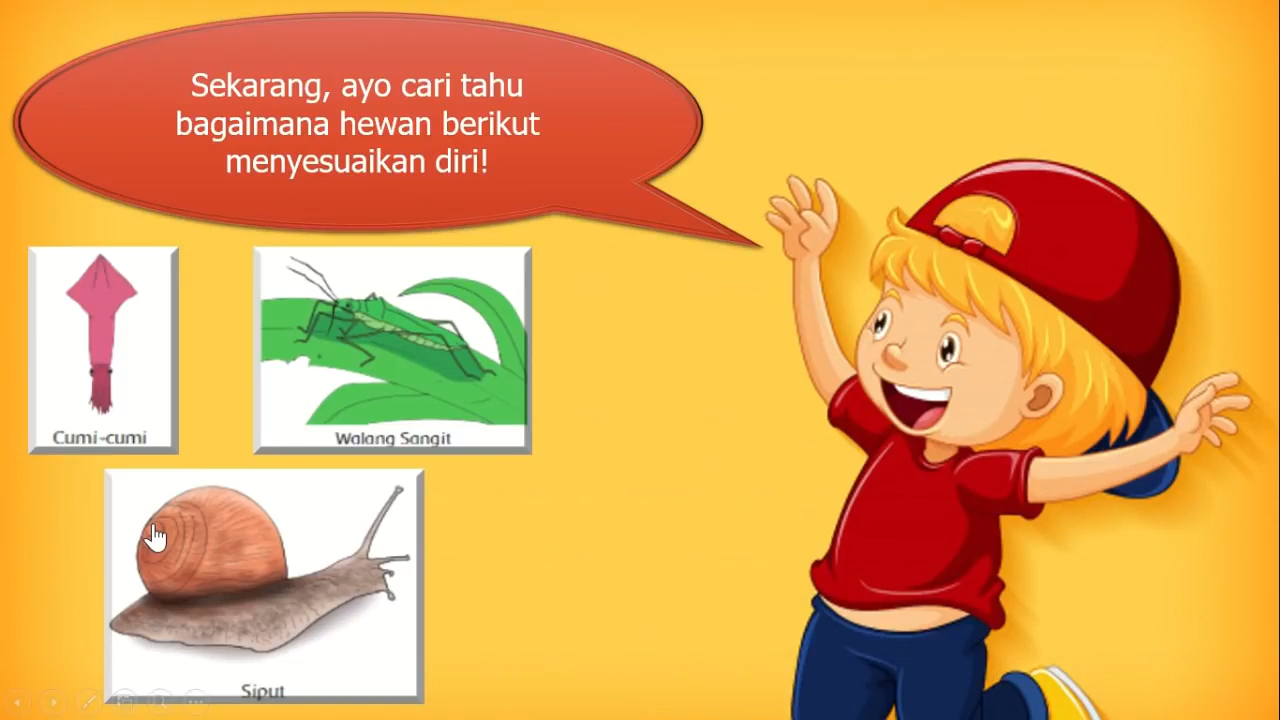 Sekarang, ayo cari tahu
bagaimana hewan berikut
menyesuaikan diri!
Cumi-cumi
Walang Sangit
Siput